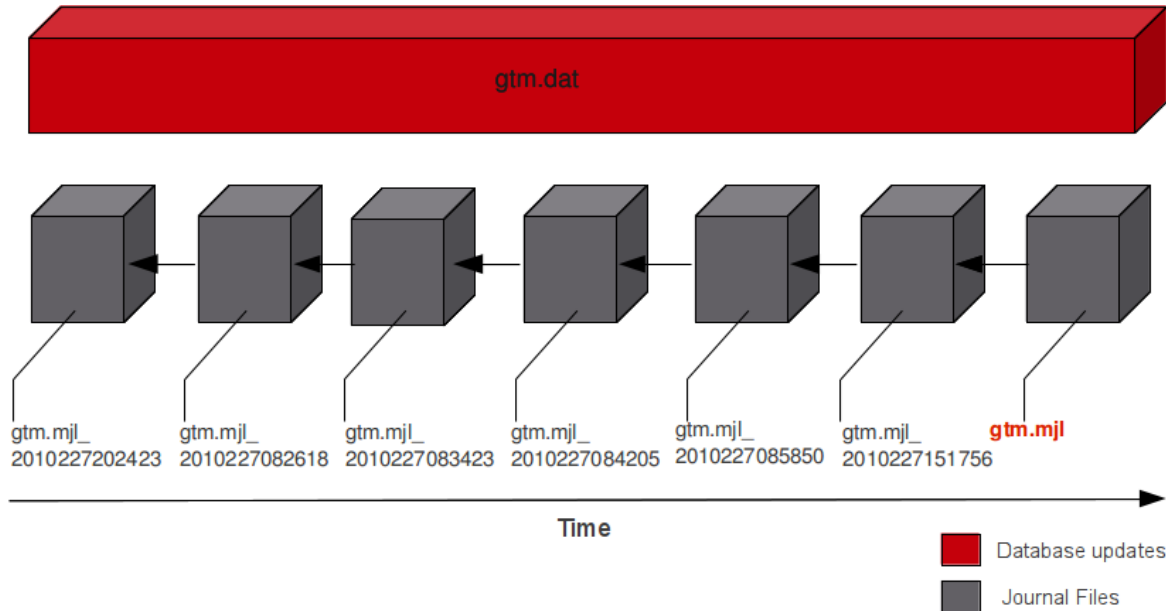 gtm.dat
gtm.mjl_
2010227202423
gtm.mjl_
2010227082618
gtm.mjl_
2010227083423
gtm.mjl_
2010227084205
gtm.mjl_
2010227085850
gtm.mjl_
2010227151756
gtm.mjl
Time
Database updates
Journal Files